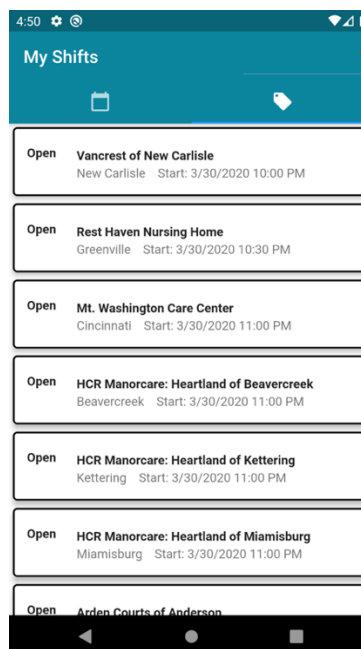 4:50
My Shifts
Open
Vancrest of New Carlisle
New Carlisle Start: 3/30/2020 10:00 PM
Open
Rest Haven Nursing Home
Greenville Start: 3/30/2020 10:30 PM
Open
Mt. Washington Care Center
Cincinnati Start: 3/30/2020 11:00 PM
Open
HCR Manorcare: Heartland of Beavercreek
Beavercreek Start: 3/30/2020 11:00 PM
Open
HCR Manorcare: Heartland of Kettering
Kettering Start: 3/30/2020 11:00 PM
Open
HCR Manorcare: Heartland of Miamisburg
Miamisburg Start: 3/30/2020 11:00 PM
Open
Arden Courts of Anderson